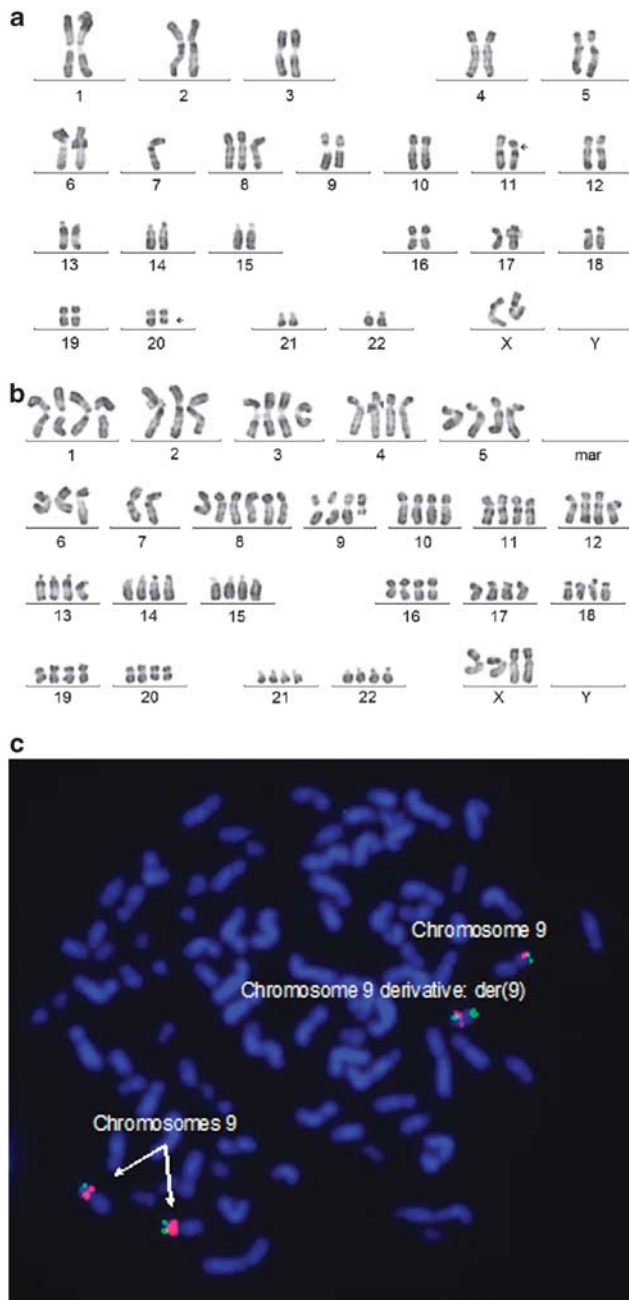 a
1 2 3 4 5
6 7 8 9 10 11 12
13 14 15 16 17 18
19 20 21 22 X Y
b
1 2 3 4 5 mar
6 7 8 9 10 11 12
13 14 15 16 17 18
19 20 21 22 X Y
c
Chromosome 9
Chromosome 9 derivative: der(9)
Chromosomes 9